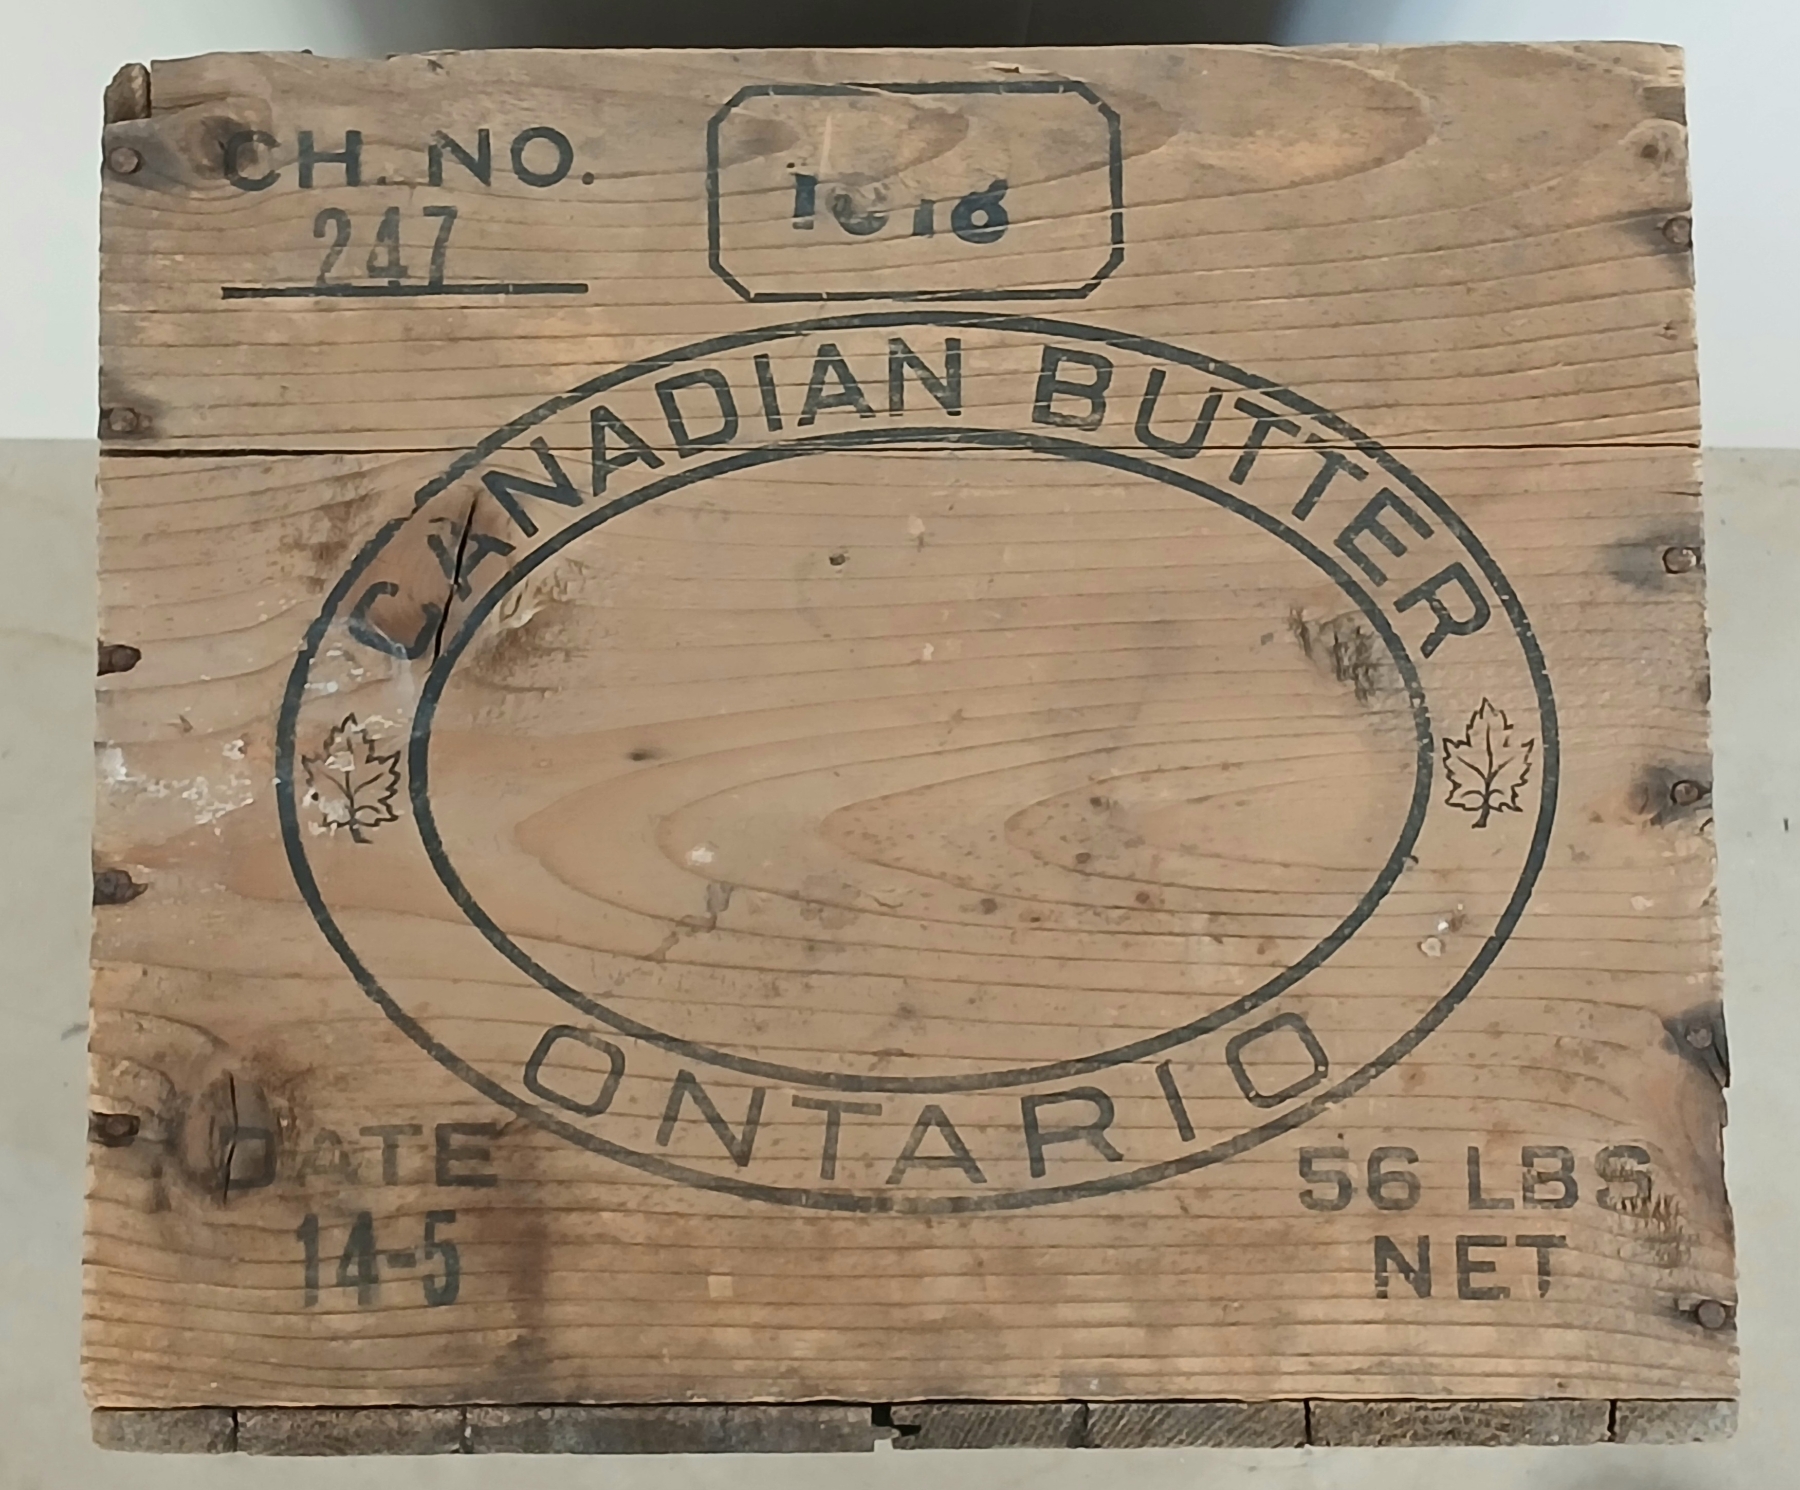 CH. NO.
247
CANADIAN BUTTER
ONTARIO
DATE
14-5
56 LBS
NET